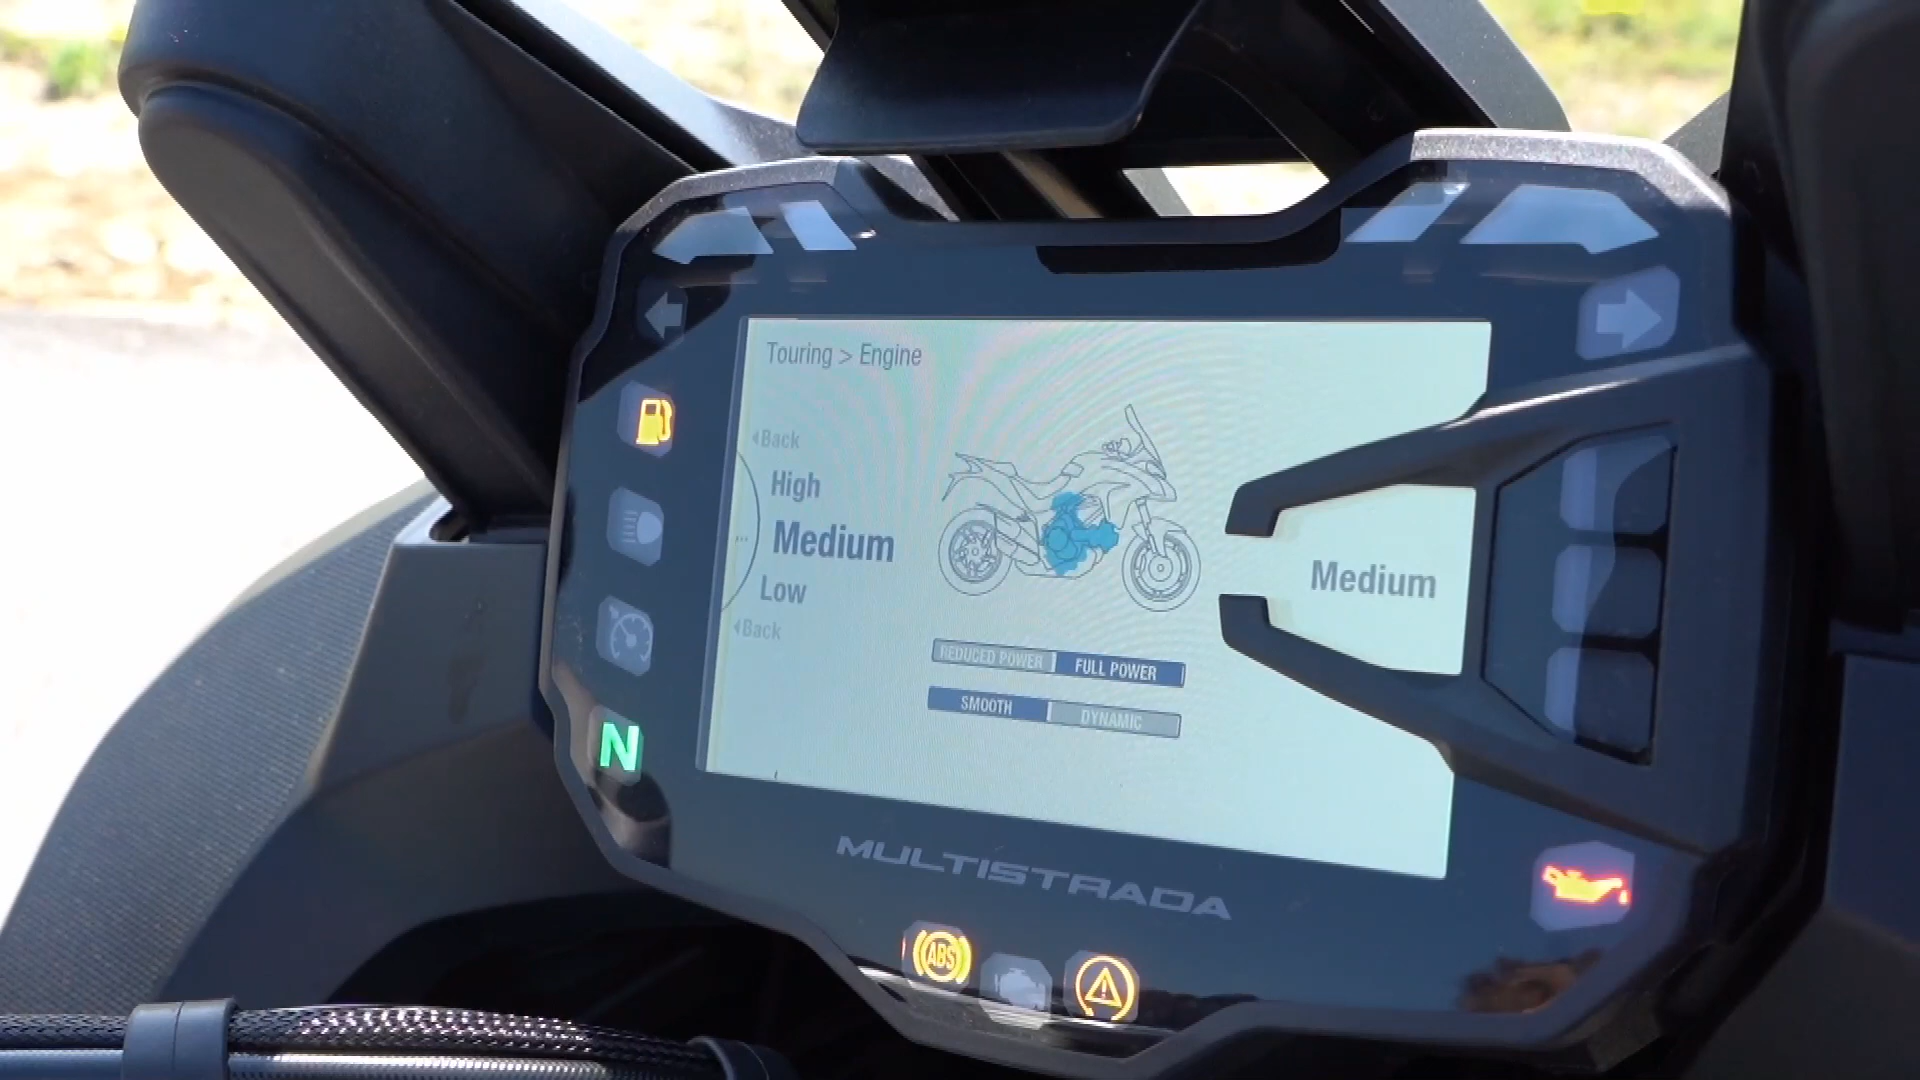 Touring > Engine
Back
High
Medium
Low
Back
Medium
REDUCED POWER FULL POWER
SMOOTH DYNAMIC
N
MULTISTRADA
ABS